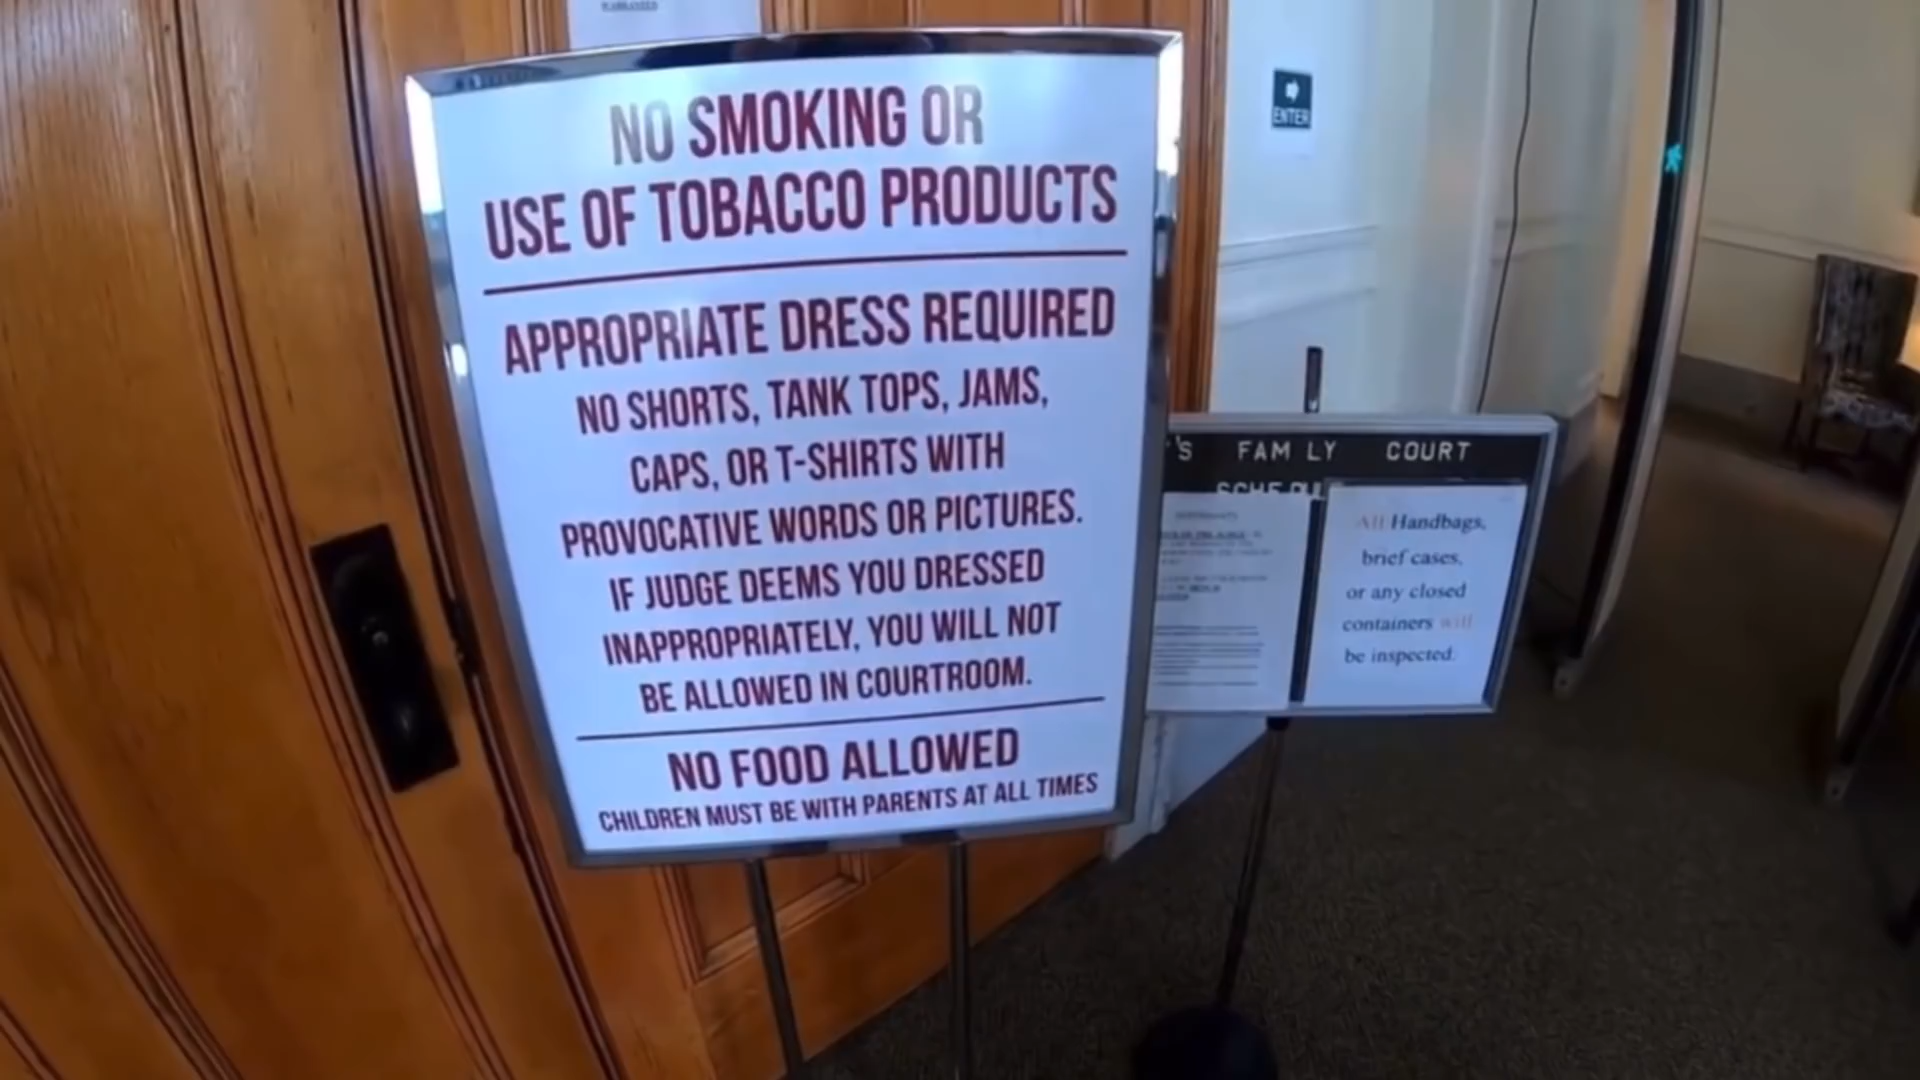 NO SMOKING OR
USE OF TOBACCO PRODUCTS
APPROPRIATE DRESS REQUIRED
NO SHORTS, TANK TOPS, JAMS,
CAPS, OR T-SHIRTS WITH
PROVOCATIVE WORDS OR PICTURES.
IF JUDGE DEEMS YOU DRESSED
INAPPROPRIATELY, YOU WILL NOT
BE ALLOWED IN COURTROOM.
NO FOOD ALLOWED
CHILDREN MUST BE WITH PARENTS AT ALL TIMES
ENTER
'S FAM LY COURT
All Handbags,
brief cases,
or any closed
containers will
be inspected.